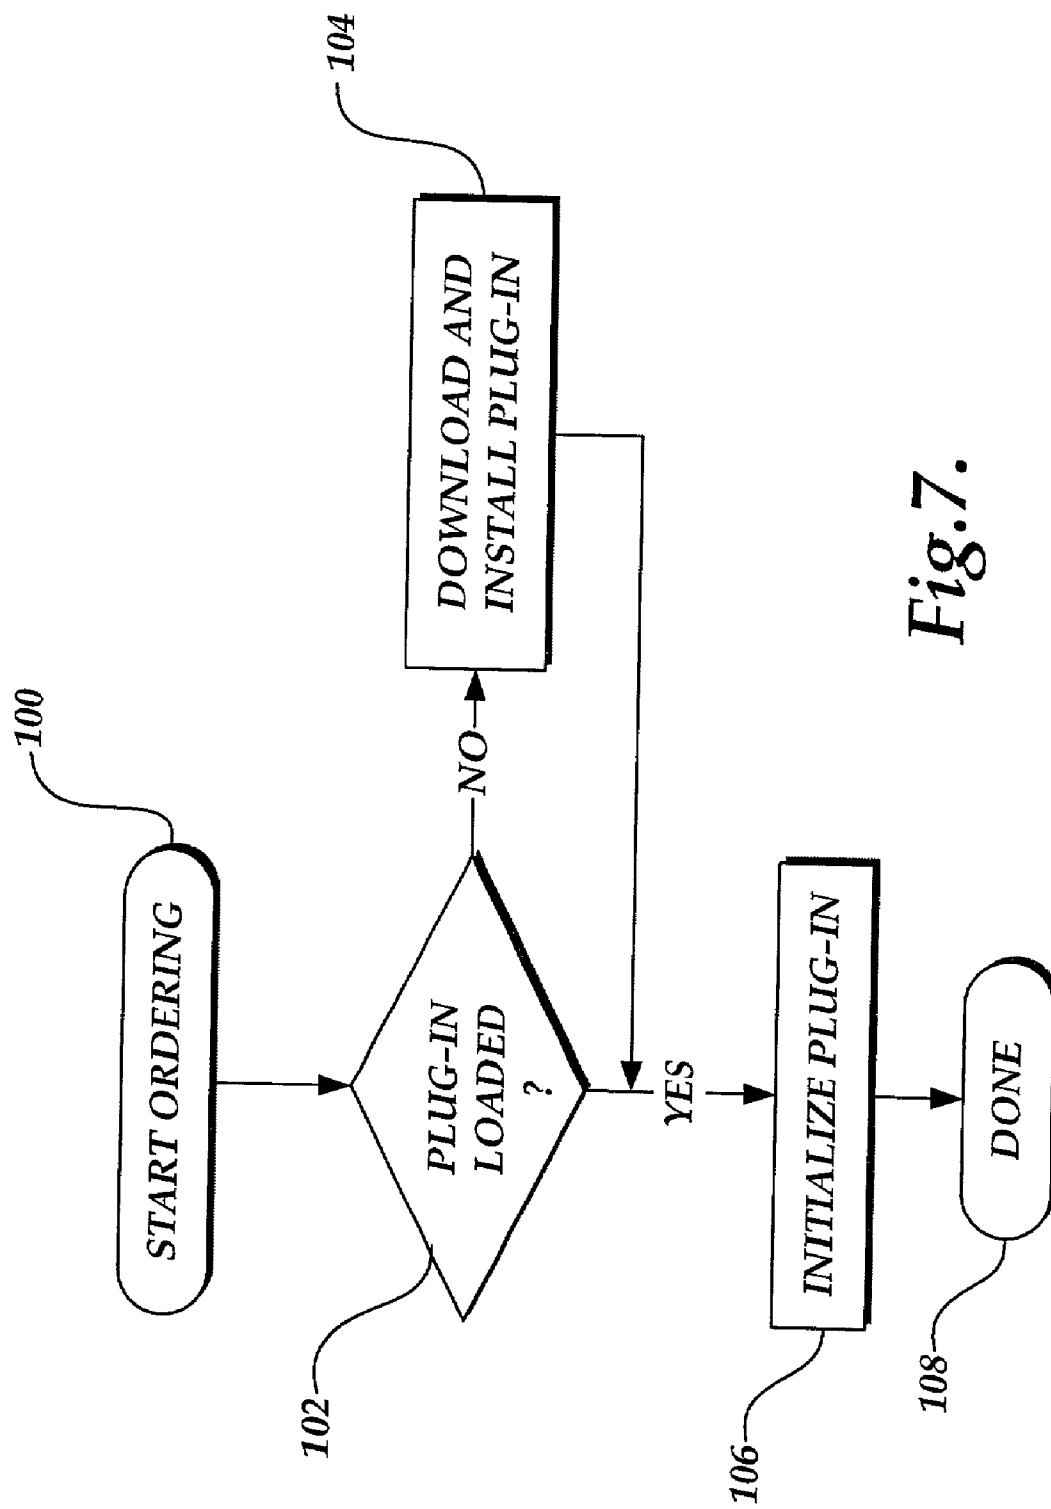 100
START ORDERING
102
PLUG-IN
LOADED
?
NO
104
DOWNLOAD AND
INSTALL PLUG-IN
YES
106
INITIALIZE PLUG-IN
108
DONE
Fig.7.